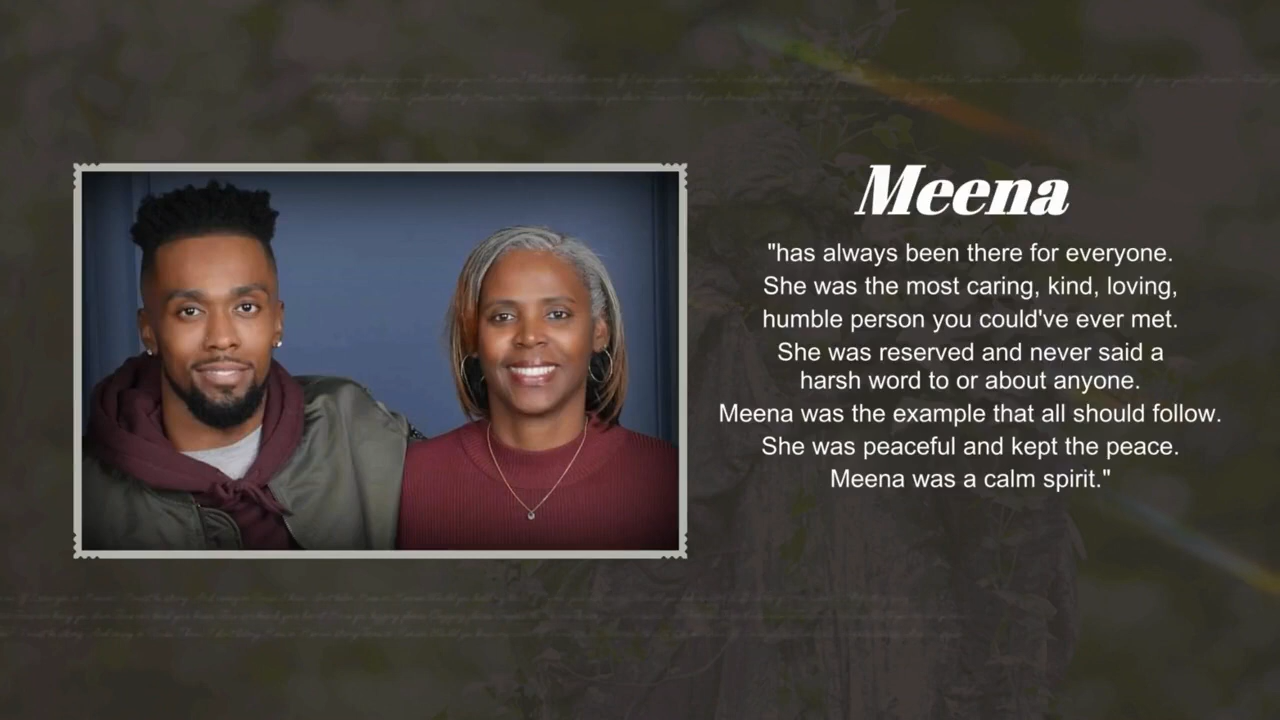 Meena
"has always been there for everyone.
She was the most caring, kind, loving,
humble person you could've ever met.
She was reserved and never said a
harsh word to or about anyone.
Meena was the example that all should follow.
She was peaceful and kept the peace.
Meena was a calm spirit."